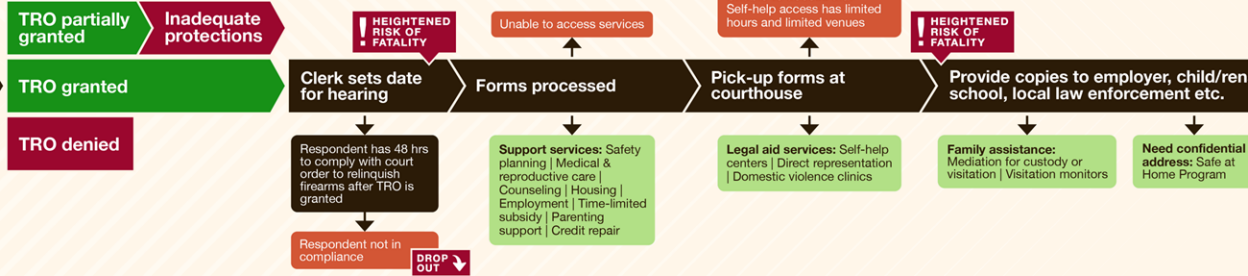 TRO partially
granted
Inadequate
protections
HEIGHTENED
RISK OF
FATALITY
Unable to access services
Self-help access has limited
hours and limited venues
HEIGHTENED
RISK OF
FATALITY
TRO granted
Clerk sets date
for hearing
Forms processed
Pick-up forms at
courthouse
Provide copies to employer, child/ren
school, local law enforcement etc.
TRO denied
Respondent has 48 hrs
to comply with court
order to relinquish
firearms after TRO is
granted
Support services: Safety
planning | Medical &
reproductive care |
Counseling | Housing |
Employment | Time-limited
subsidy | Parenting
support | Credit repair
Legal aid services: Self-help
centers | Direct representation
| Domestic violence clinics
Family assistance:
Mediation for custody or
visitation | Visitation monitors
Need confidential
address: Safe at
Home Program
Respondent not in
compliance
DROP
OUT